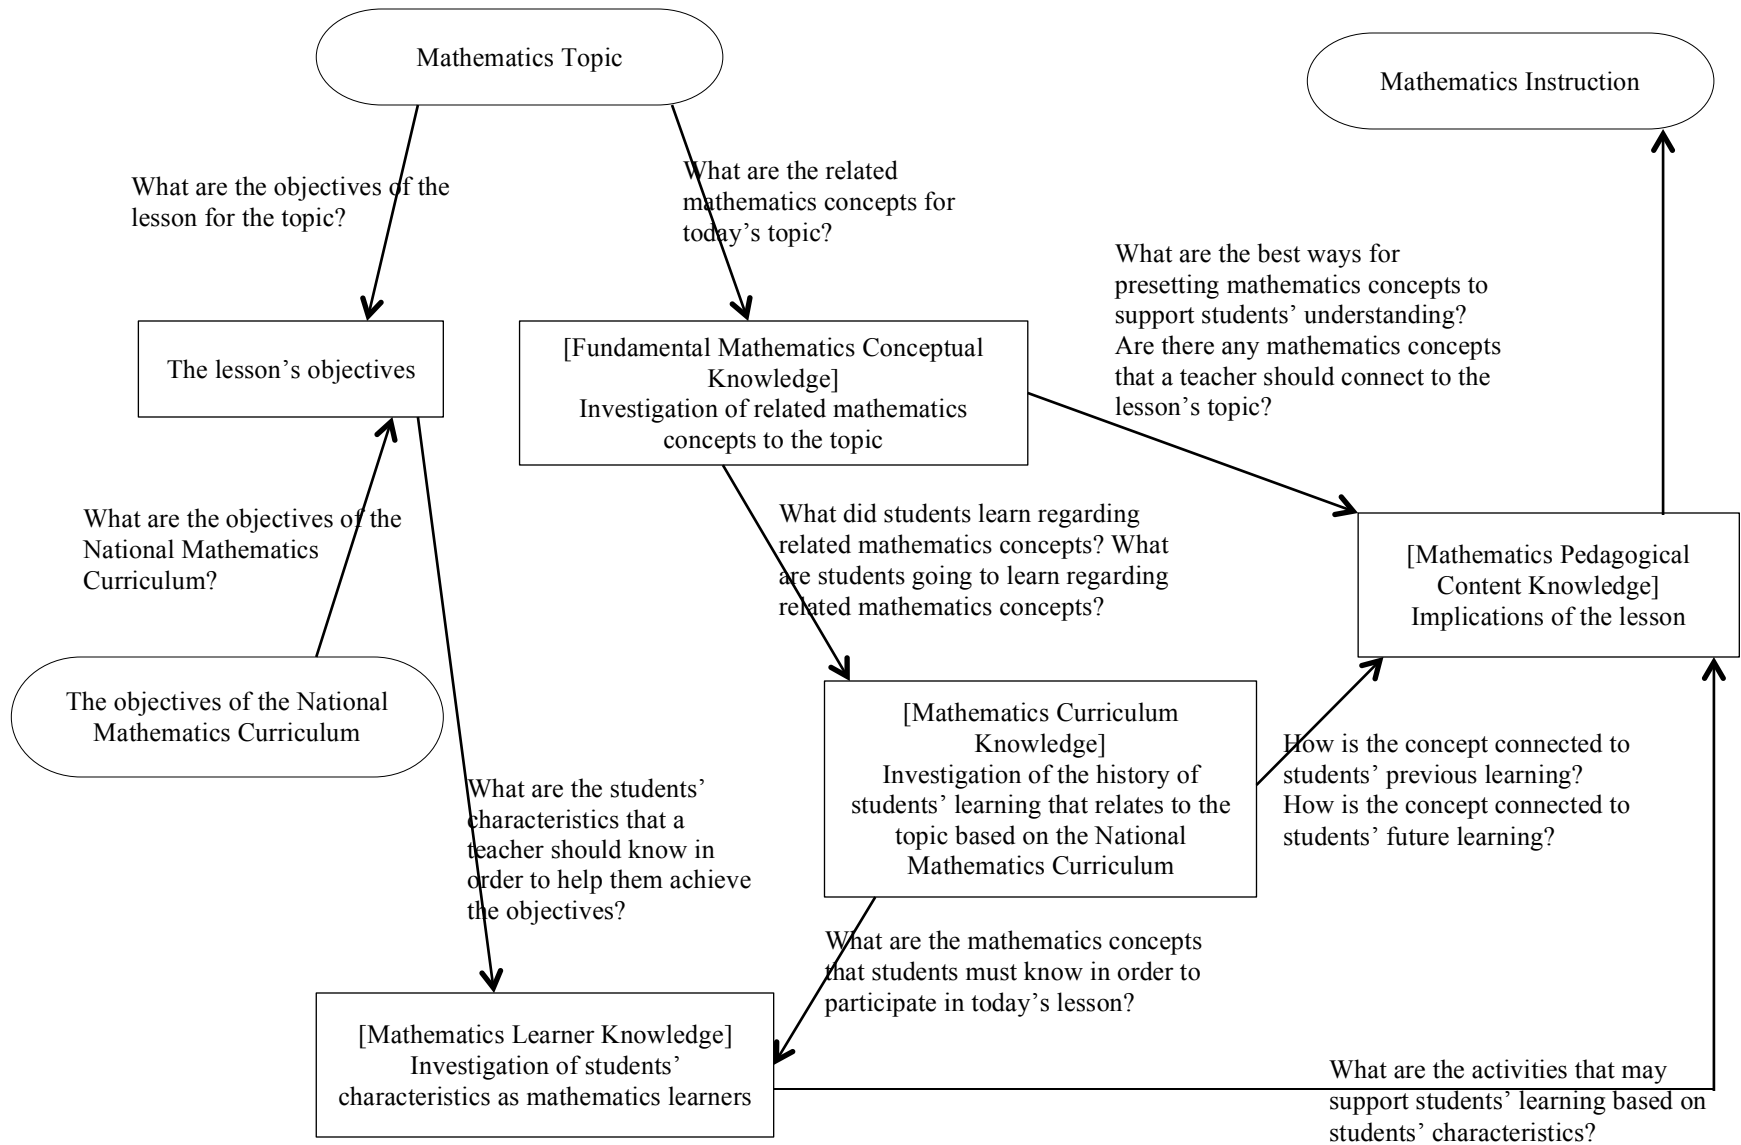 Mathematics Topic
Mathematics Instruction
What are the objectives of the
lesson for the topic?
What are the related
mathematics concepts for
today’s topic?
What are the best ways for
presetting mathematics concepts to
support students’ understanding?
Are there any mathematics concepts
that a teacher should connect to the
lesson’s topic?
The lesson’s objectives
[Fundamental Mathematics Conceptual
Knowledge]
Investigation of related mathematics
concepts to the topic
What are the objectives of the
National Mathematics
Curriculum?
What did students learn regarding
related mathematics concepts? What
are students going to learn regarding
related mathematics concepts?
[Mathematics Pedagogical
Content Knowledge]
Implications of the lesson
The objectives of the National
Mathematics Curriculum
[Mathematics Curriculum
Knowledge]
Investigation of the history of
students’ learning that relates to the
topic based on the National
Mathematics Curriculum
How is the concept connected to
students’ previous learning?
How is the concept connected to
students’ future learning?
What are the students’
characteristics that a
teacher should know in
order to help them achieve
the objectives?
What are the mathematics concepts
that students must know in order to
participate in today’s lesson?
[Mathematics Learner Knowledge]
Investigation of students’
characteristics as mathematics learners
What are the activities that may
support students’ learning based on
students’ characteristics?